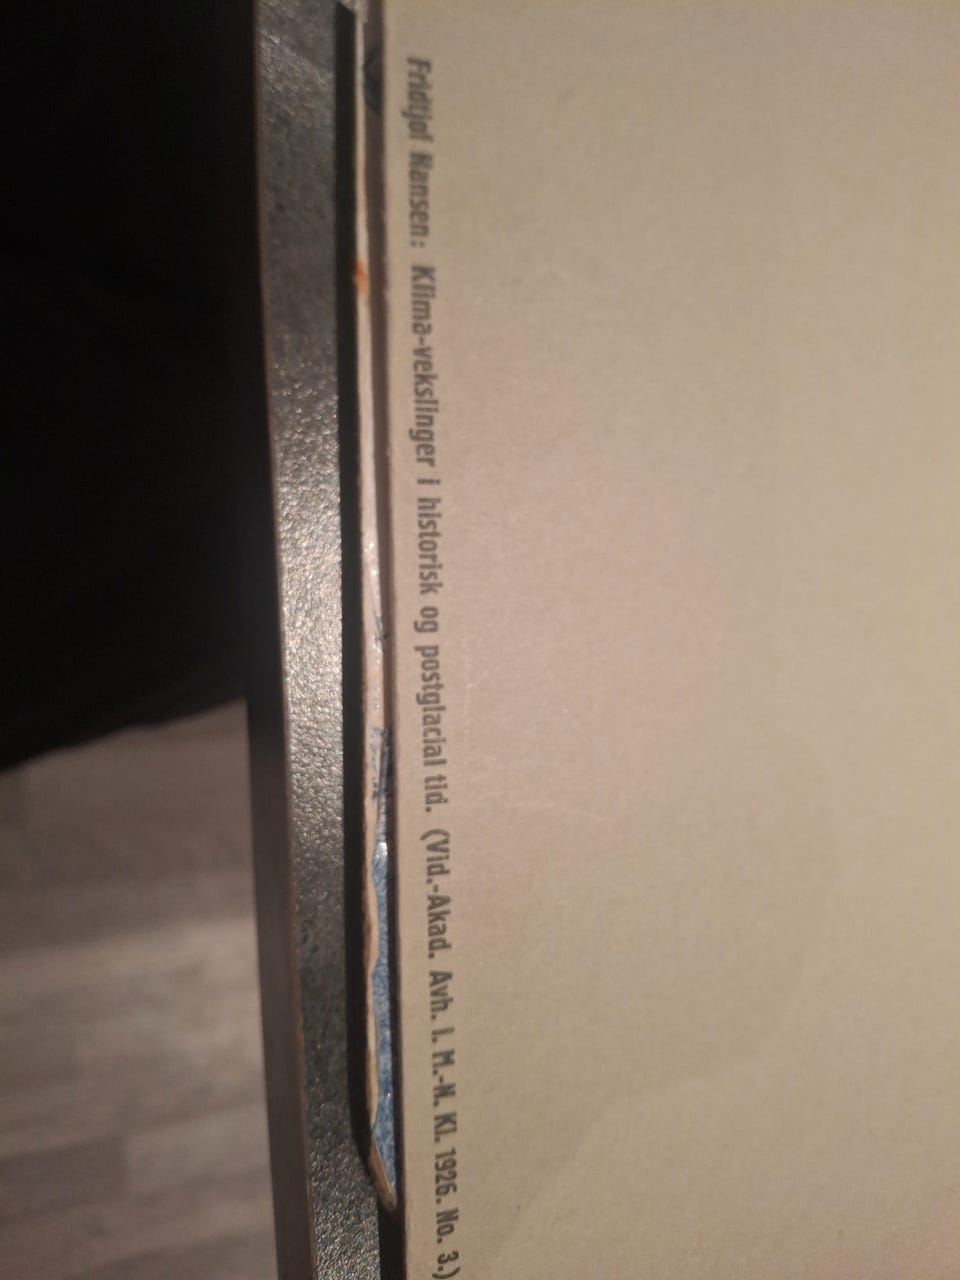 Fridtjof Nansen: Klima-vekslinger i historisk og postglacial tid. (Vid.-Akad. Avh. I. M.-N. Kl. 1926. No. 3.)